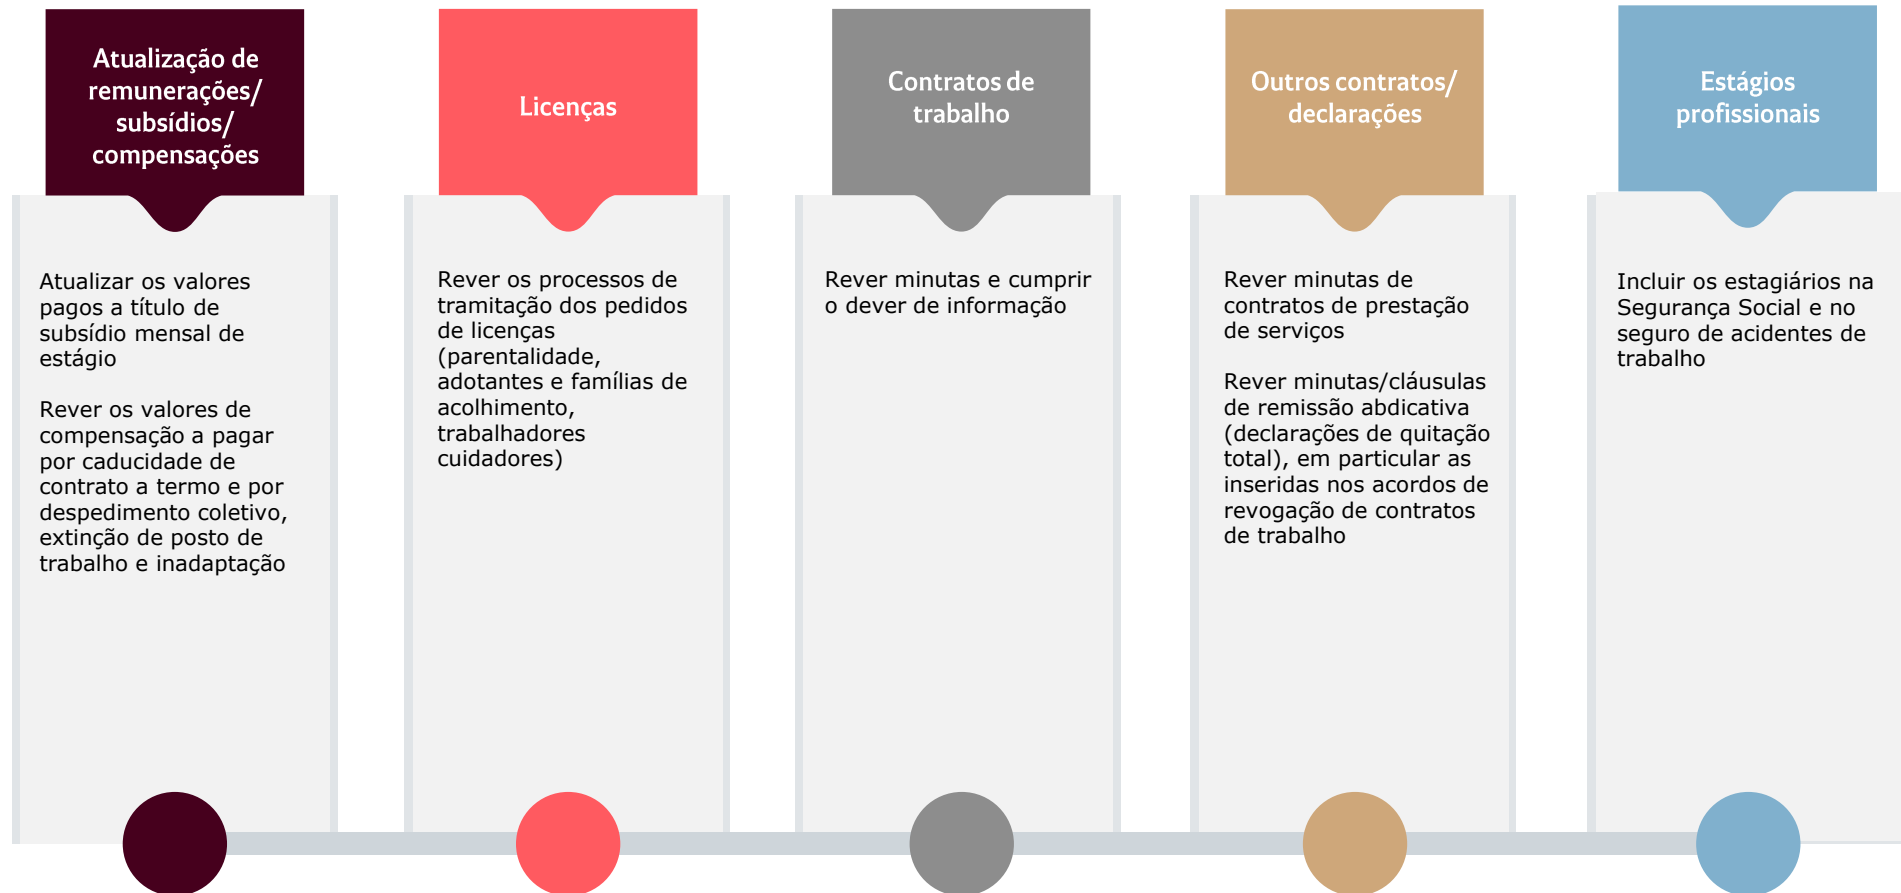 Atualização de
remunerações/
subsídios/
compensações
Atualizar os valores
pagos a título de
subsídio mensal de
estágio
Rever os valores de
compensação a pagar
por caducidade de
contrato a termo e por
despedimento coletivo,
extinção de posto de
trabalho e inadaptação
Licenças
Rever os processos de
tramitação dos pedidos
de licenças
(parentalidade,
adotantes e famílias de
acolhimento,
trabalhadores
cuidadores)
Contratos de
trabalho
Rever minutas e cumprir
o dever de informação
Outros contratos/
declarações
Rever minutas de
contratos de prestação
de serviços
Rever minutas/cláusulas
de remissão abdicativa
(declarações de quitação
total), em particular as
inseridas nos acordos de
revogação de contratos
de trabalho
Estágios
profissionais
Incluir os estagiários na
Segurança Social e no
seguro de acidentes de
trabalho